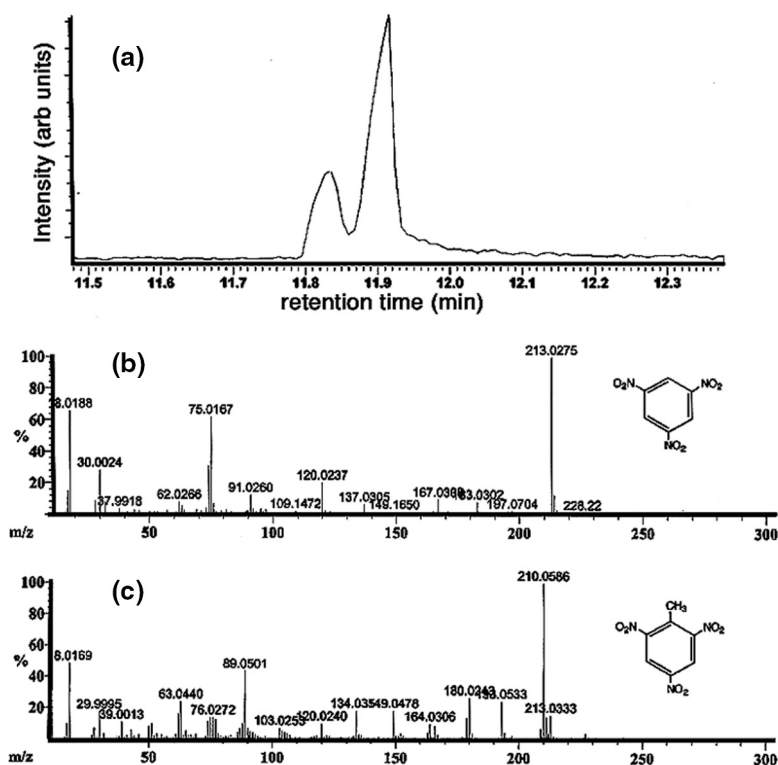 (a)
Intensity (arb units)
11.5 11.6 11.7 11.8 11.9 12.0 12.1 12.2 12.3
retention time (min)
(b)
100
80
60
40
20
%
8.0188
30.0024
37.9918
62.0266
75.0167
91.0260
109.1472
120.0237
137.0305
149.1650
197.0704
213.0275
228.22
O₂N
NO₂
NO₂
m/z 50 100 150 200 250 300
(c)
100
80
60
40
20
%
8.0169
29.9995
39.0013
63.0440
76.0272
89.0501
103.0253
120.0240
164.0306
210.0586
213.0333
CH₃
O₂N
NO₂
NO₂
m/z 50 100 150 200 250 300